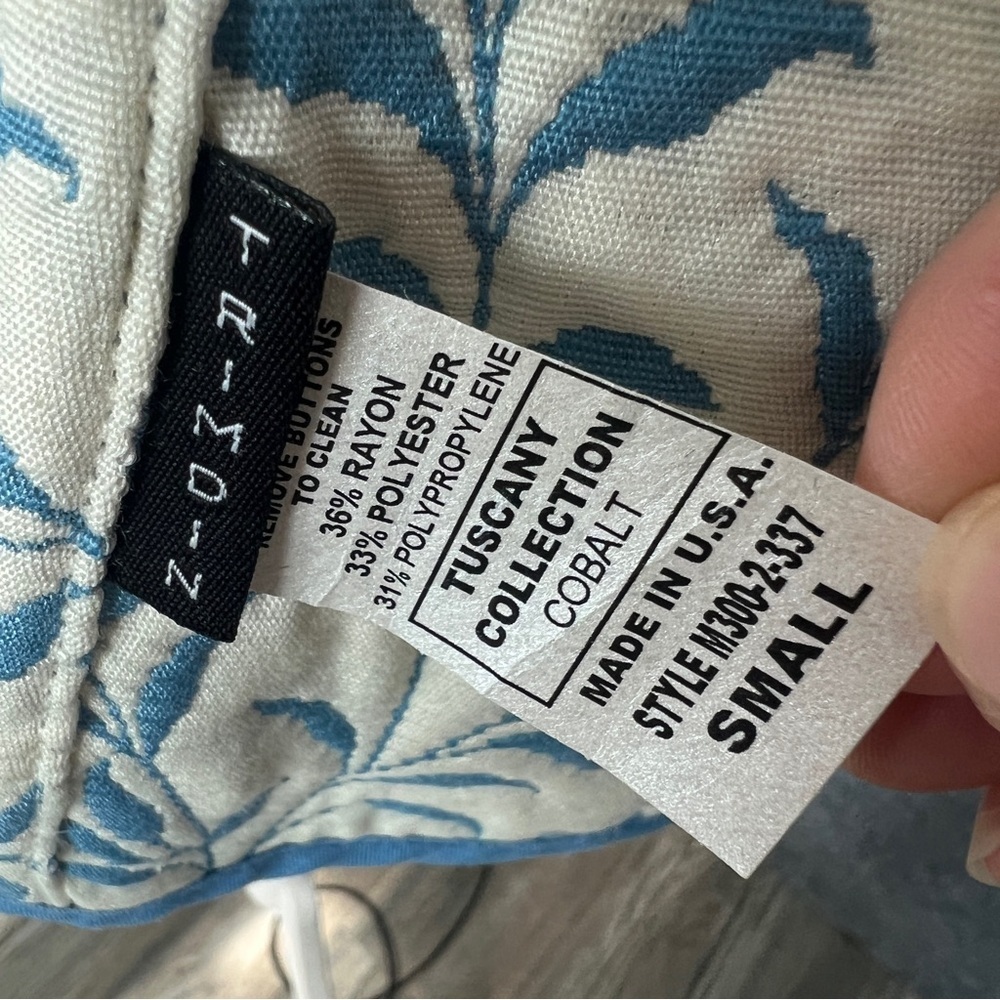 REMOVE BUTTONS
TO CLEAN
36% RAYON
33% POLYESTER
31% POLYPROPYLENE
TUSCANY
COLLECTION
COBALT
MADE IN U.S.A.
STYLE M300-2-337
SMALL